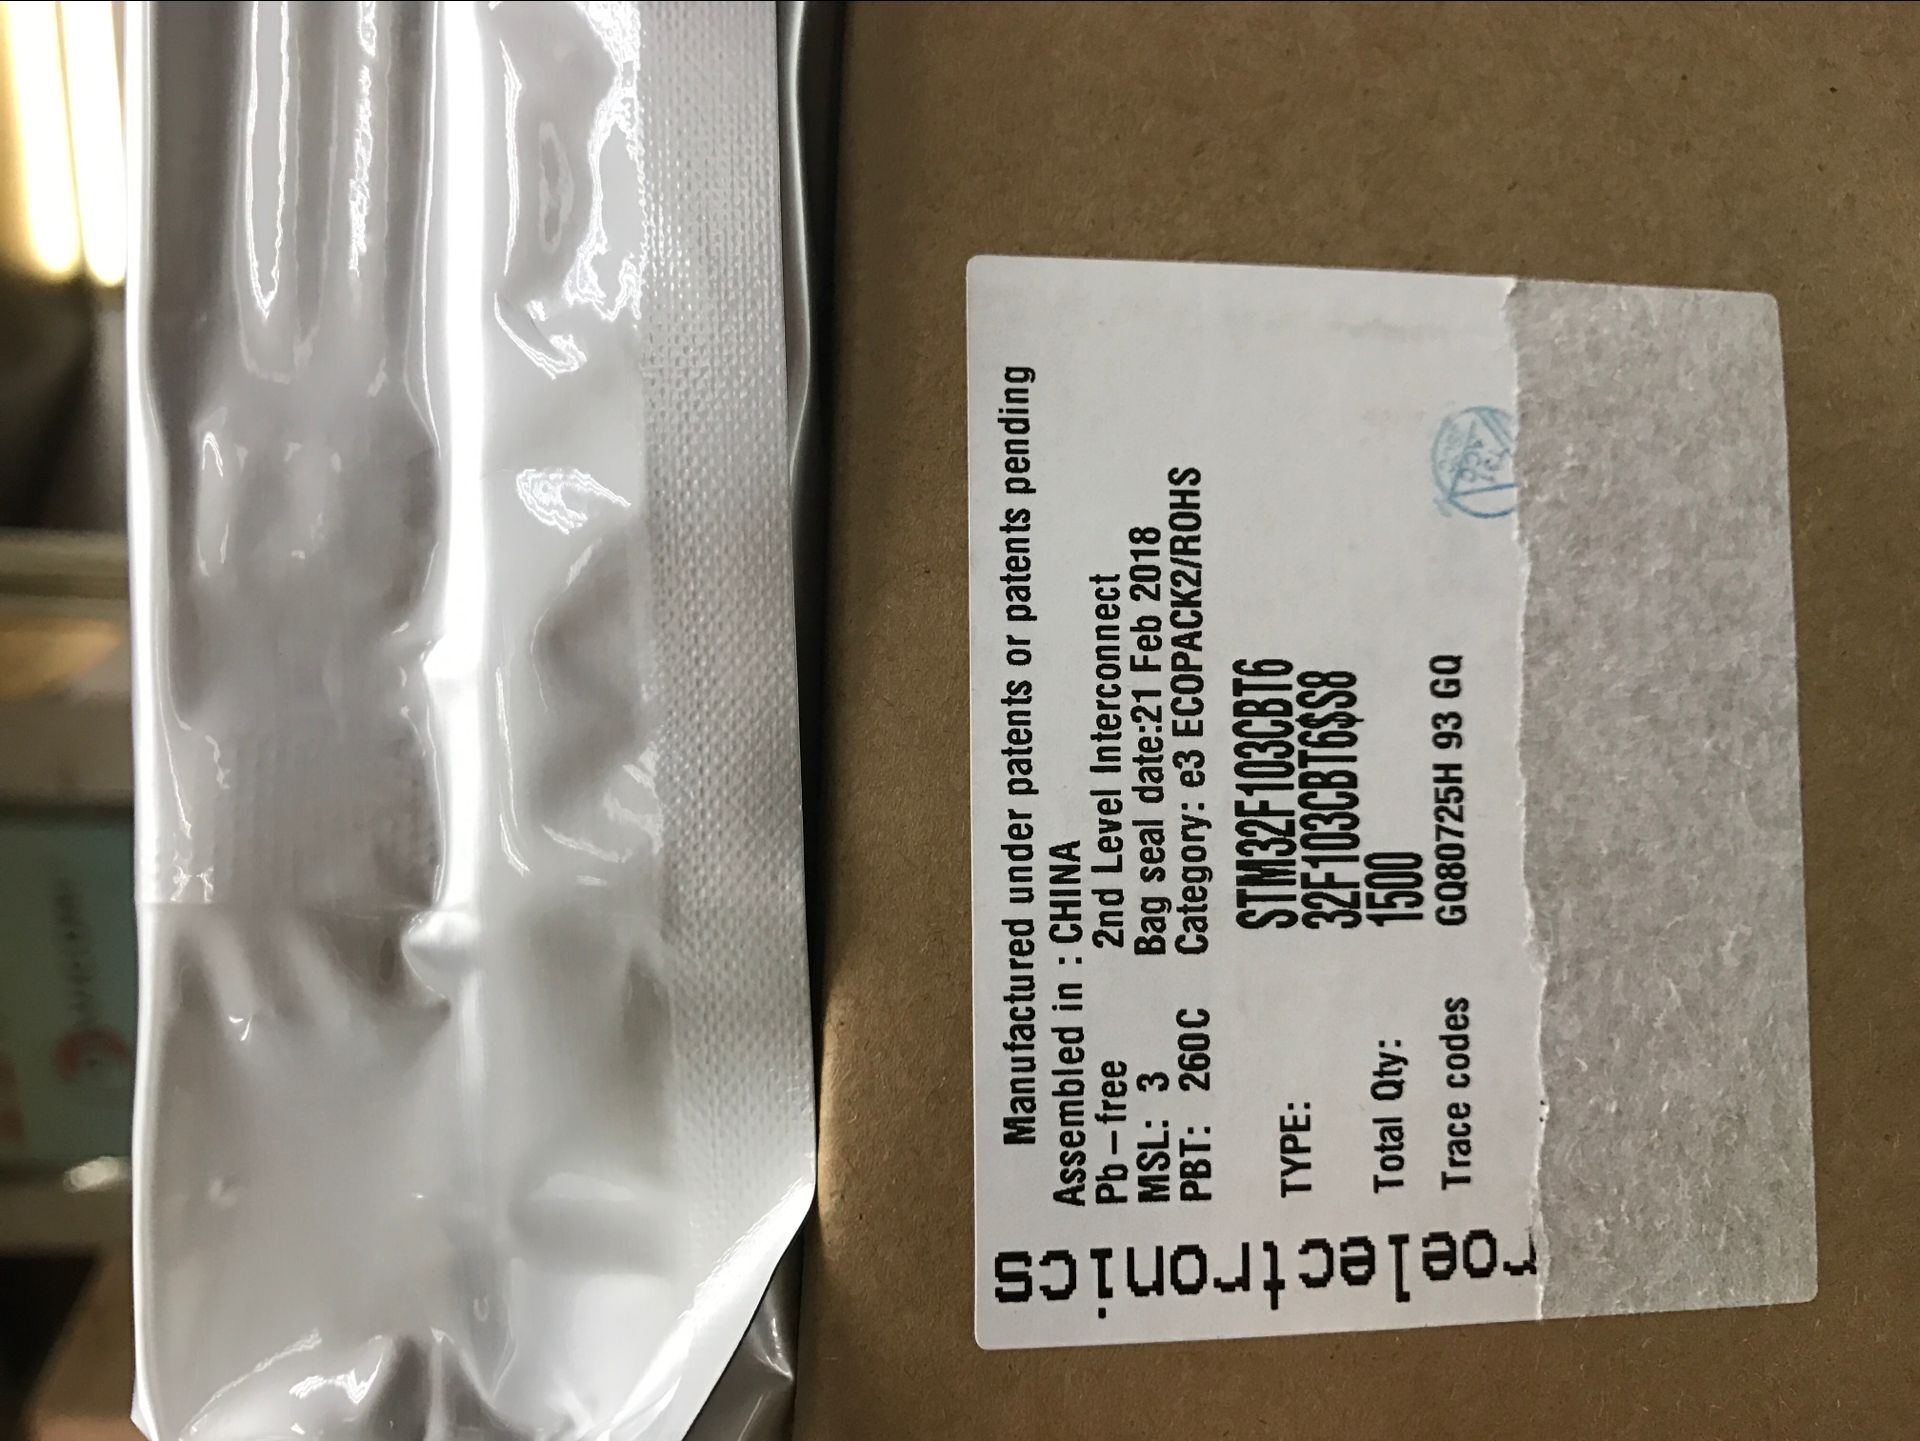 Manufactured under patents or patents pending
Assembled in : CHINA
Pb-free 2nd Level Interconnect
MSL: 3 Bag seal date:21 Feb 2018
PBT: 260C Category: e3 ECOPACK2/ROHS
TYPE: STM32F103CBT6
32F103CBT6$S8
Total Qty: 1500
Trace codes GQ80725H 93 GQ
roelectronics